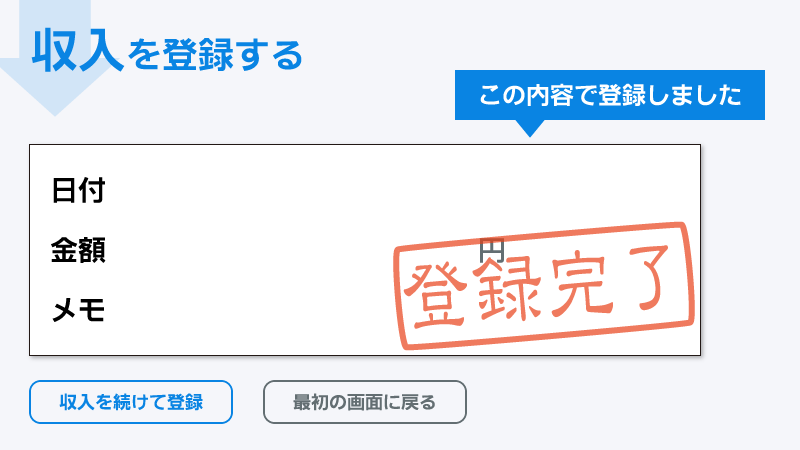 収入を登録する
この内容で登録しました
日付
金額
円
メモ
登録完了
収入を続けて登録
最初の画面に戻る